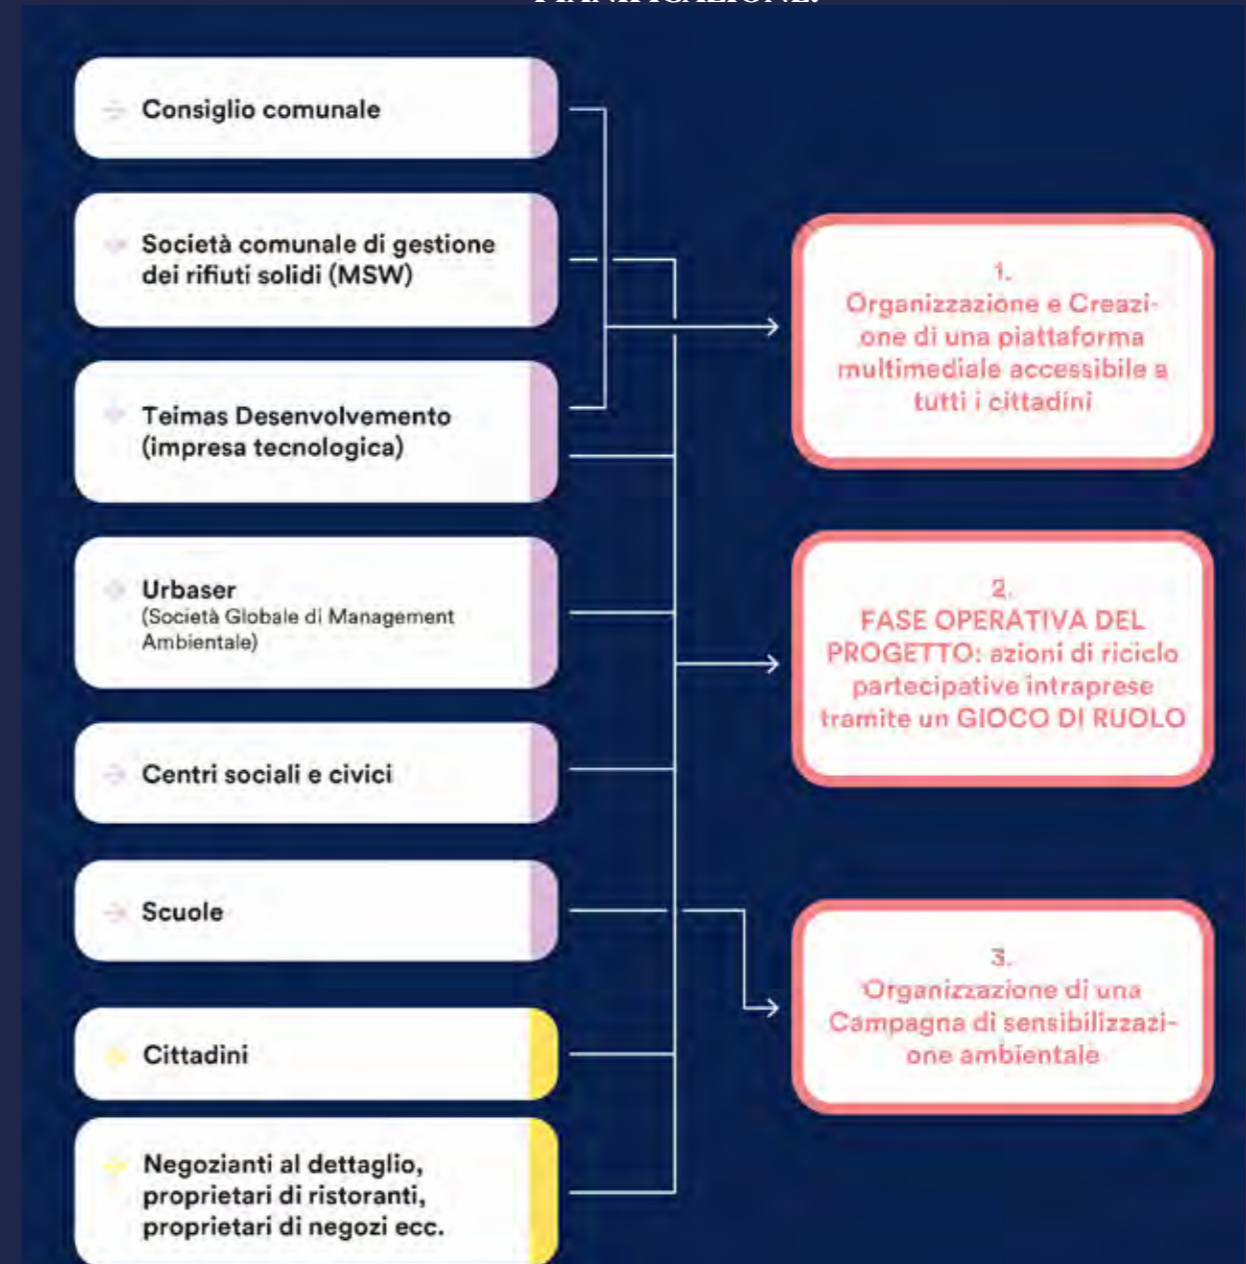 PIANIFICAZIONE:
Consiglio comunale
Società comunale di gestione
dei rifiuti solidi (MSW)
Teimas Desenvolvemento
(impresa tecnologica)
Urbaser
(Società Globale di Management
Ambientale)
Centri sociali e civici
Scuole
Cittadini
Negozianti al dettaglio,
proprietari di ristoranti,
proprietari di negozi ecc.
1.
Organizzazione e Creazi-
one di una piattaforma
multimediale accessibile a
tutti i cittadini
2.
FASE OPERATIVA DEL
PROGETTO: azioni di riciclo
partecipative intraprese
tramite un GIOCO DI RUOLO
3.
Organizzazione di una
Campagna di sensibilizzazi-
one ambientale